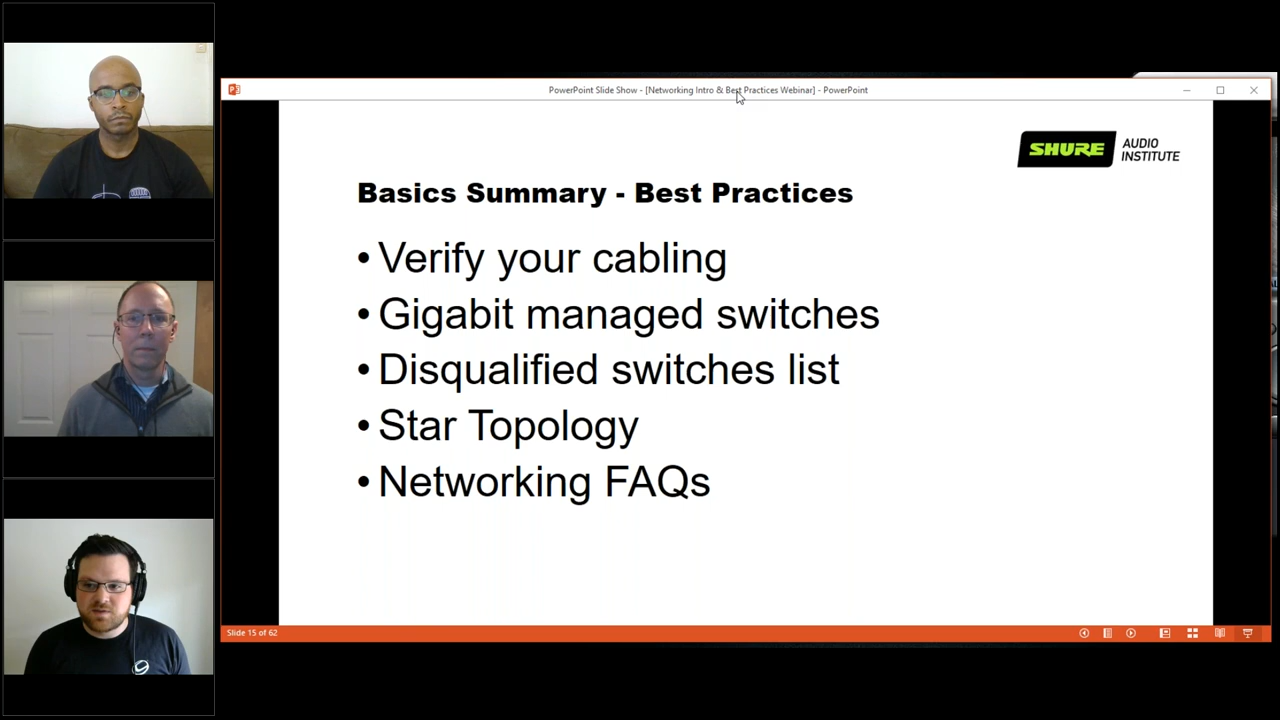 PowerPoint Slide Show - [Networking Intro & Best Practices Webinar] - PowerPoint
SHURE
AUDIO
INSTITUTE
Basics Summary - Best Practices
• Verify your cabling
• Gigabit managed switches
• Disqualified switches list
• Star Topology
• Networking FAQs
Slide 15 of 62